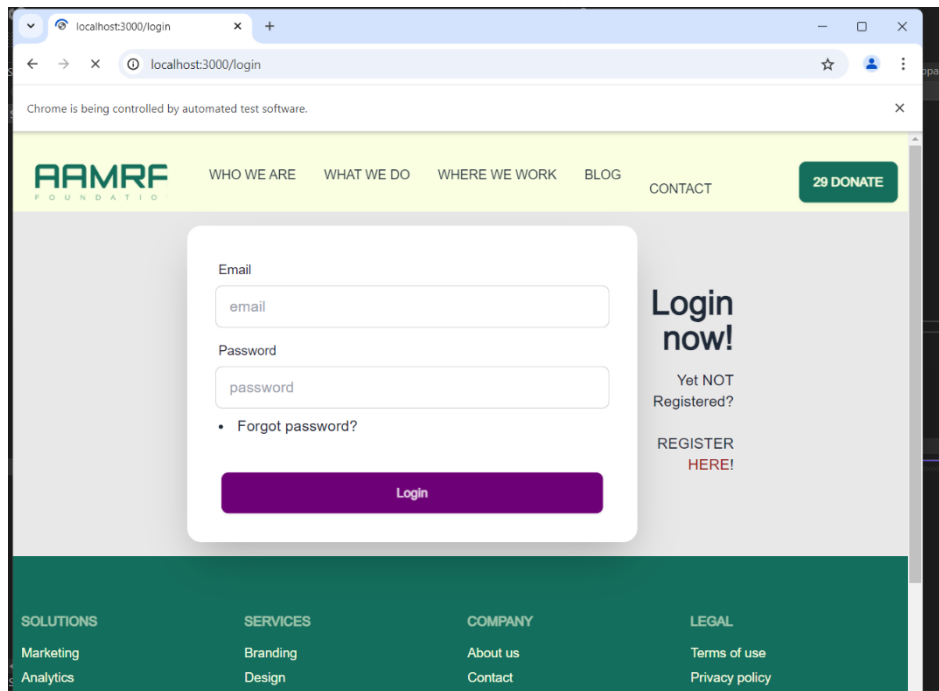 localhost:3000/login
localhost:3000/login
Chrome is being controlled by automated test software.
AAMRF
FOUNDATIO
WHO WE ARE WHAT WE DO WHERE WE WORK BLOG CONTACT
29 DONATE
Email
email
Password
password
• Forgot password?
Login
Login
now!
Yet NOT
Registered?
REGISTER
HERE!
SOLUTIONS SERVICES COMPANY LEGAL
Marketing Branding About us Terms of use
Analytics Design Contact Privacy policy